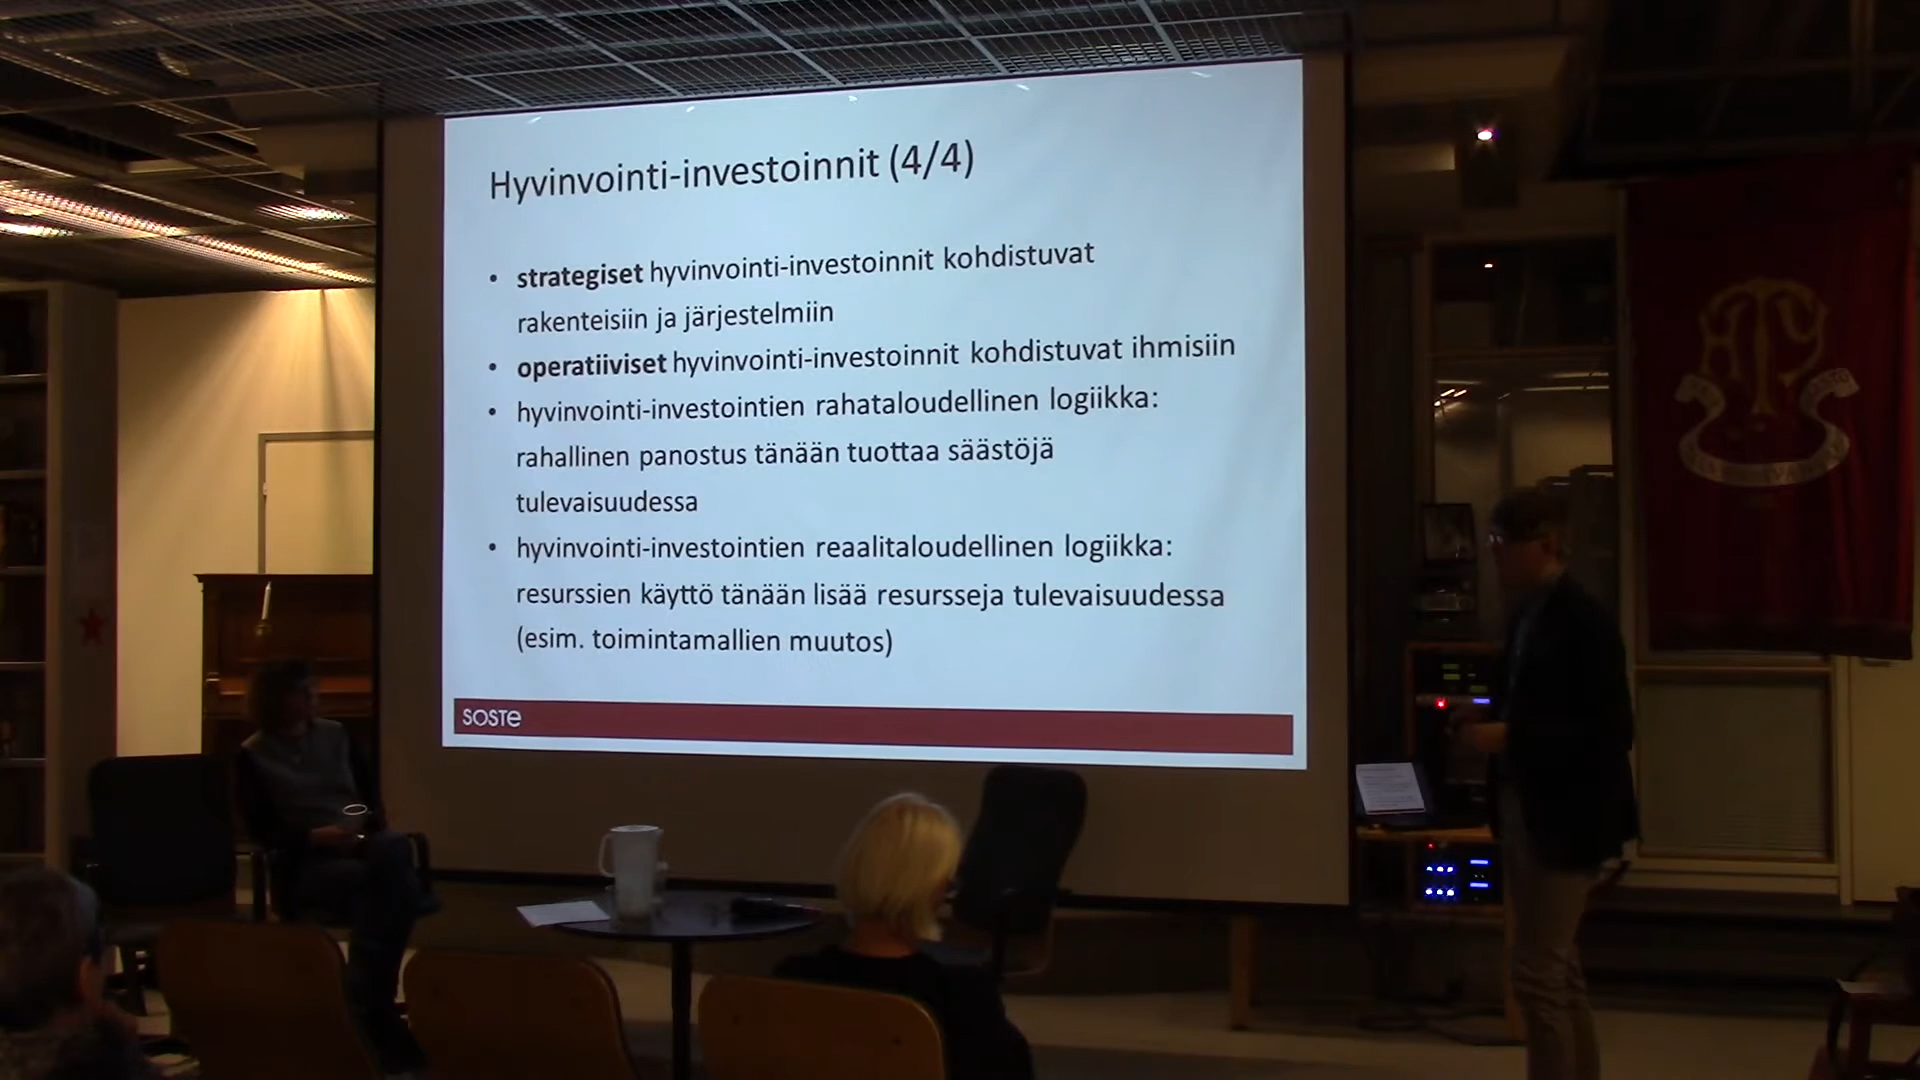 Hyvinvointi-investoinnit (4/4)
• strategiset hyvinvointi-investoinnit kohdistuvat
rakenteisiin ja järjestelmiin
• operatiiviset hyvinvointi-investoinnit kohdistuvat ihmisiin
• hyvinvointi-investointien rahataloudellinen logiikka:
rahallinen panostus tänään tuottaa säästöjä
tulevaisuudessa
• hyvinvointi-investointien reaalitaloudellinen logiikka:
resurssien käyttö tänään lisää resursseja tulevaisuudessa
(esim. toimintamallien muutos)
SOSTE